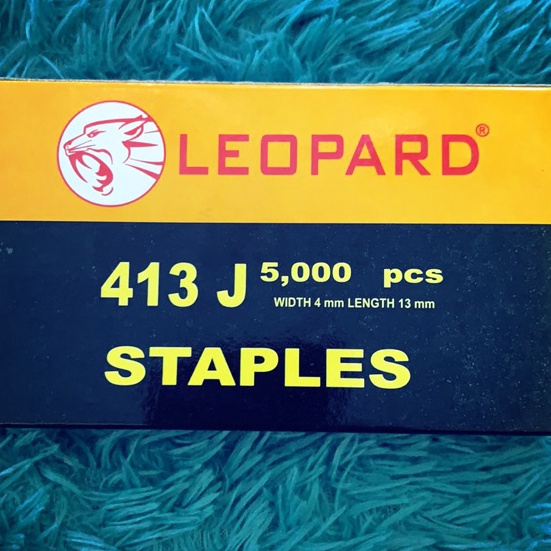 LEOPARD®
413 J 5,000 pcs
WIDTH 4 mm LENGTH 13 mm
STAPLES